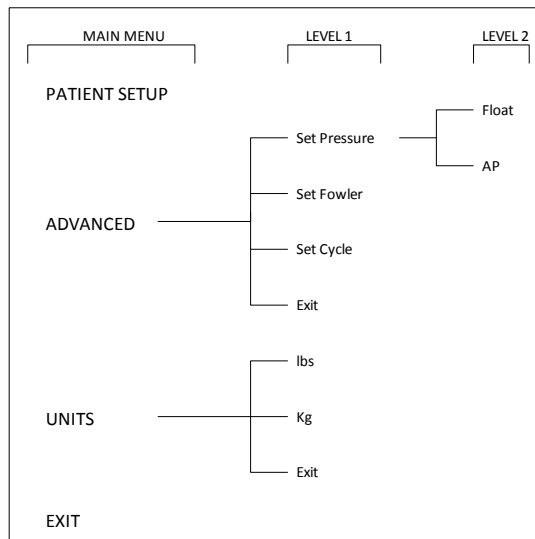 MAIN MENU LEVEL 1 LEVEL 2
PATIENT SETUP
Float
Set Pressure
AP
Set Fowler
ADVANCED
Set Cycle
Exit
lbs
UNITS Kg
Exit
EXIT